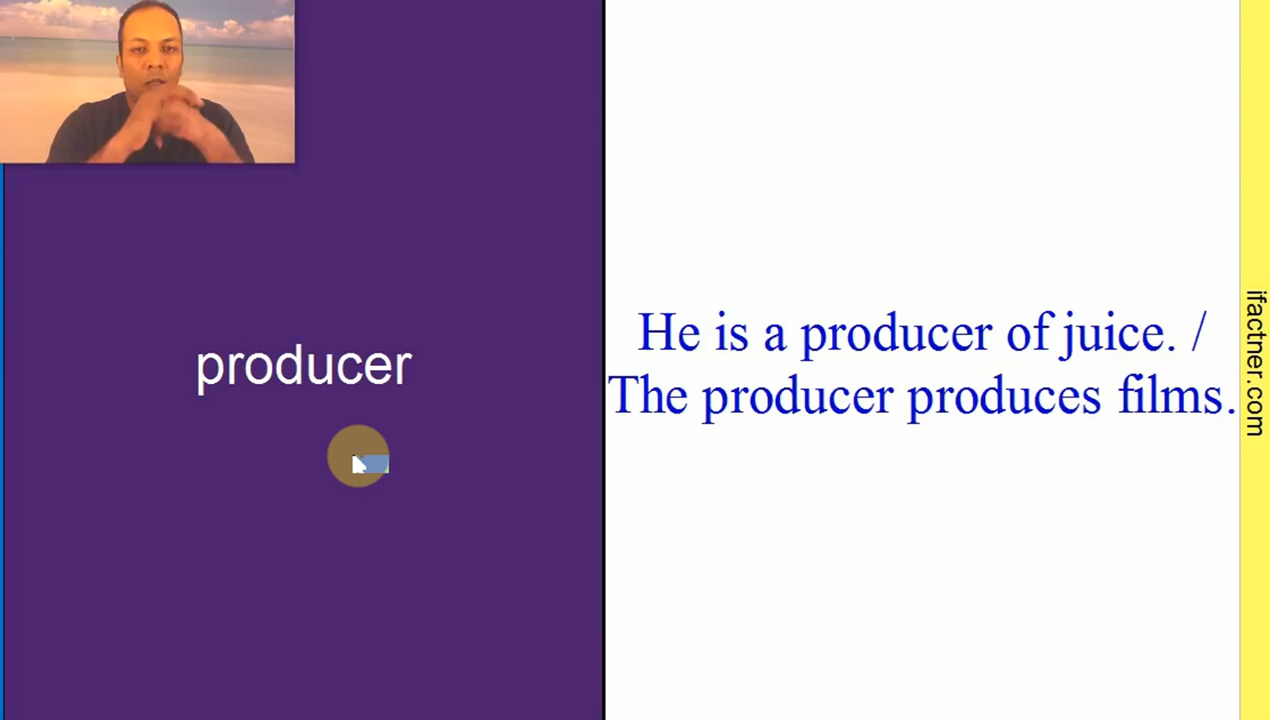 producer
He is a producer of juice. /
The producer produces films.
ifactner.com